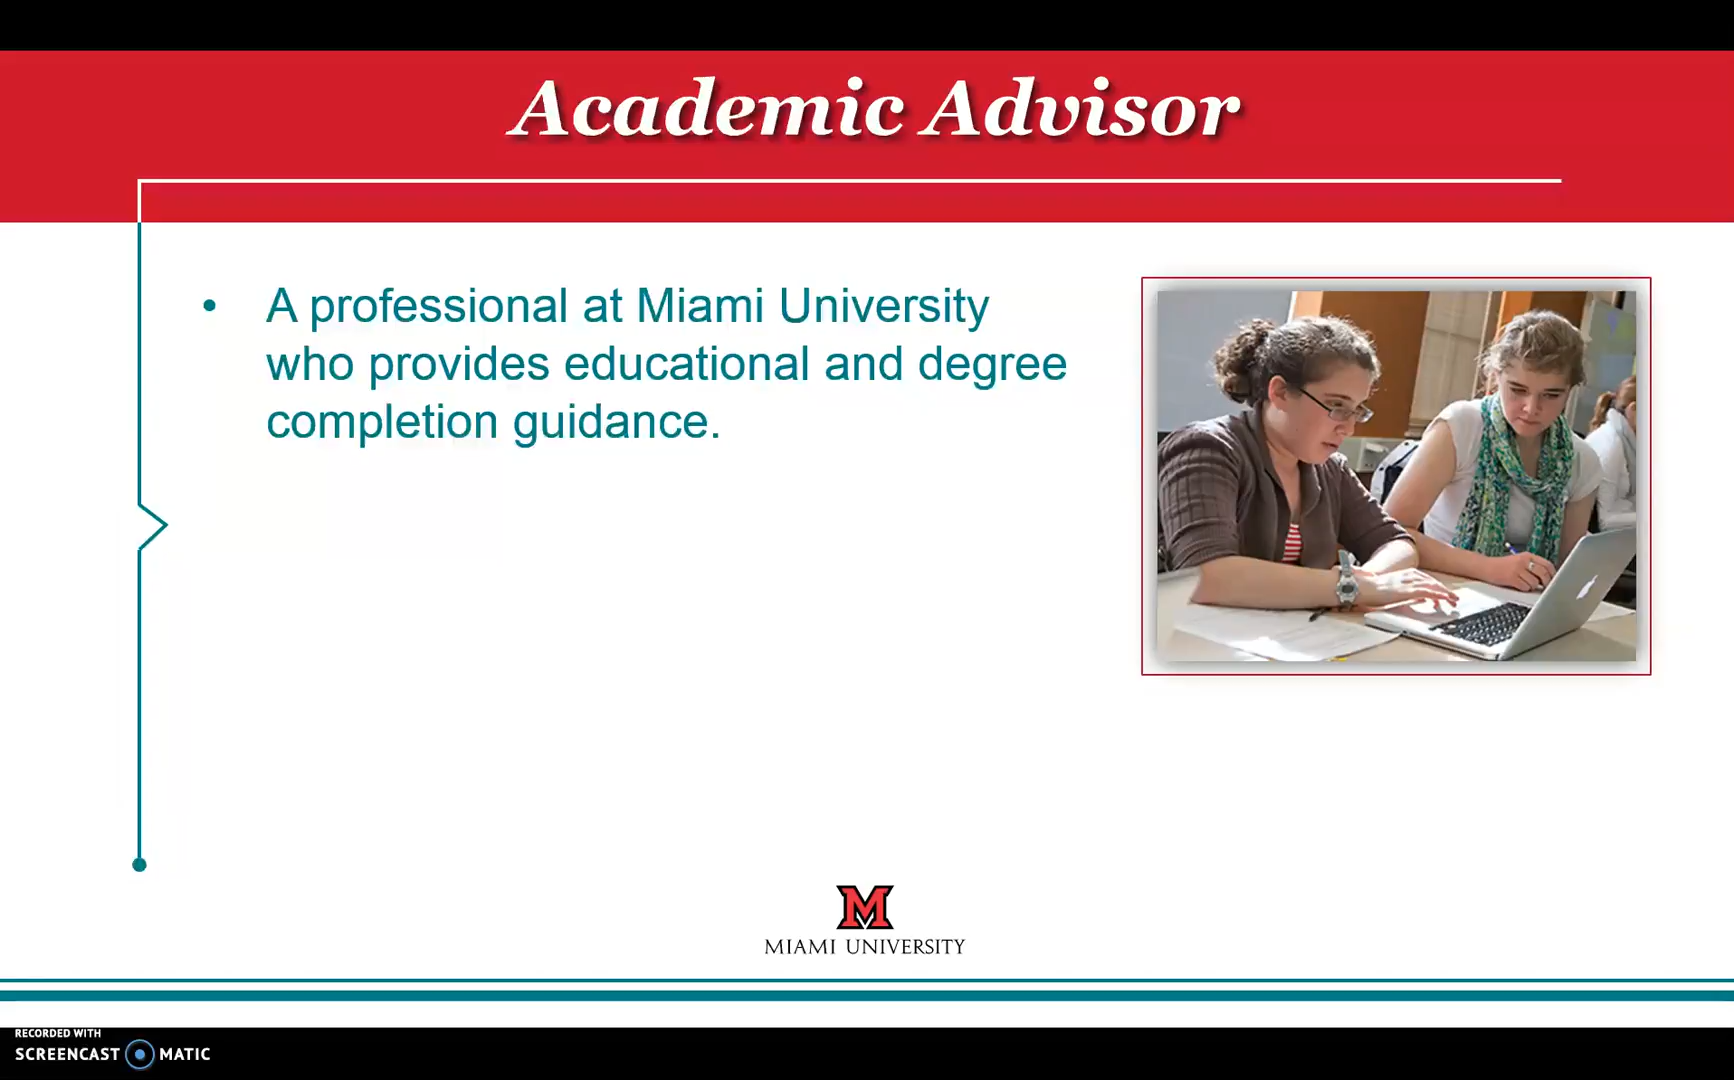 Academic Advisor
• A professional at Miami University
who provides educational and degree
completion guidance.
M
MIAMI UNIVERSITY
RECORDED WITH
SCREENCAST MATIC